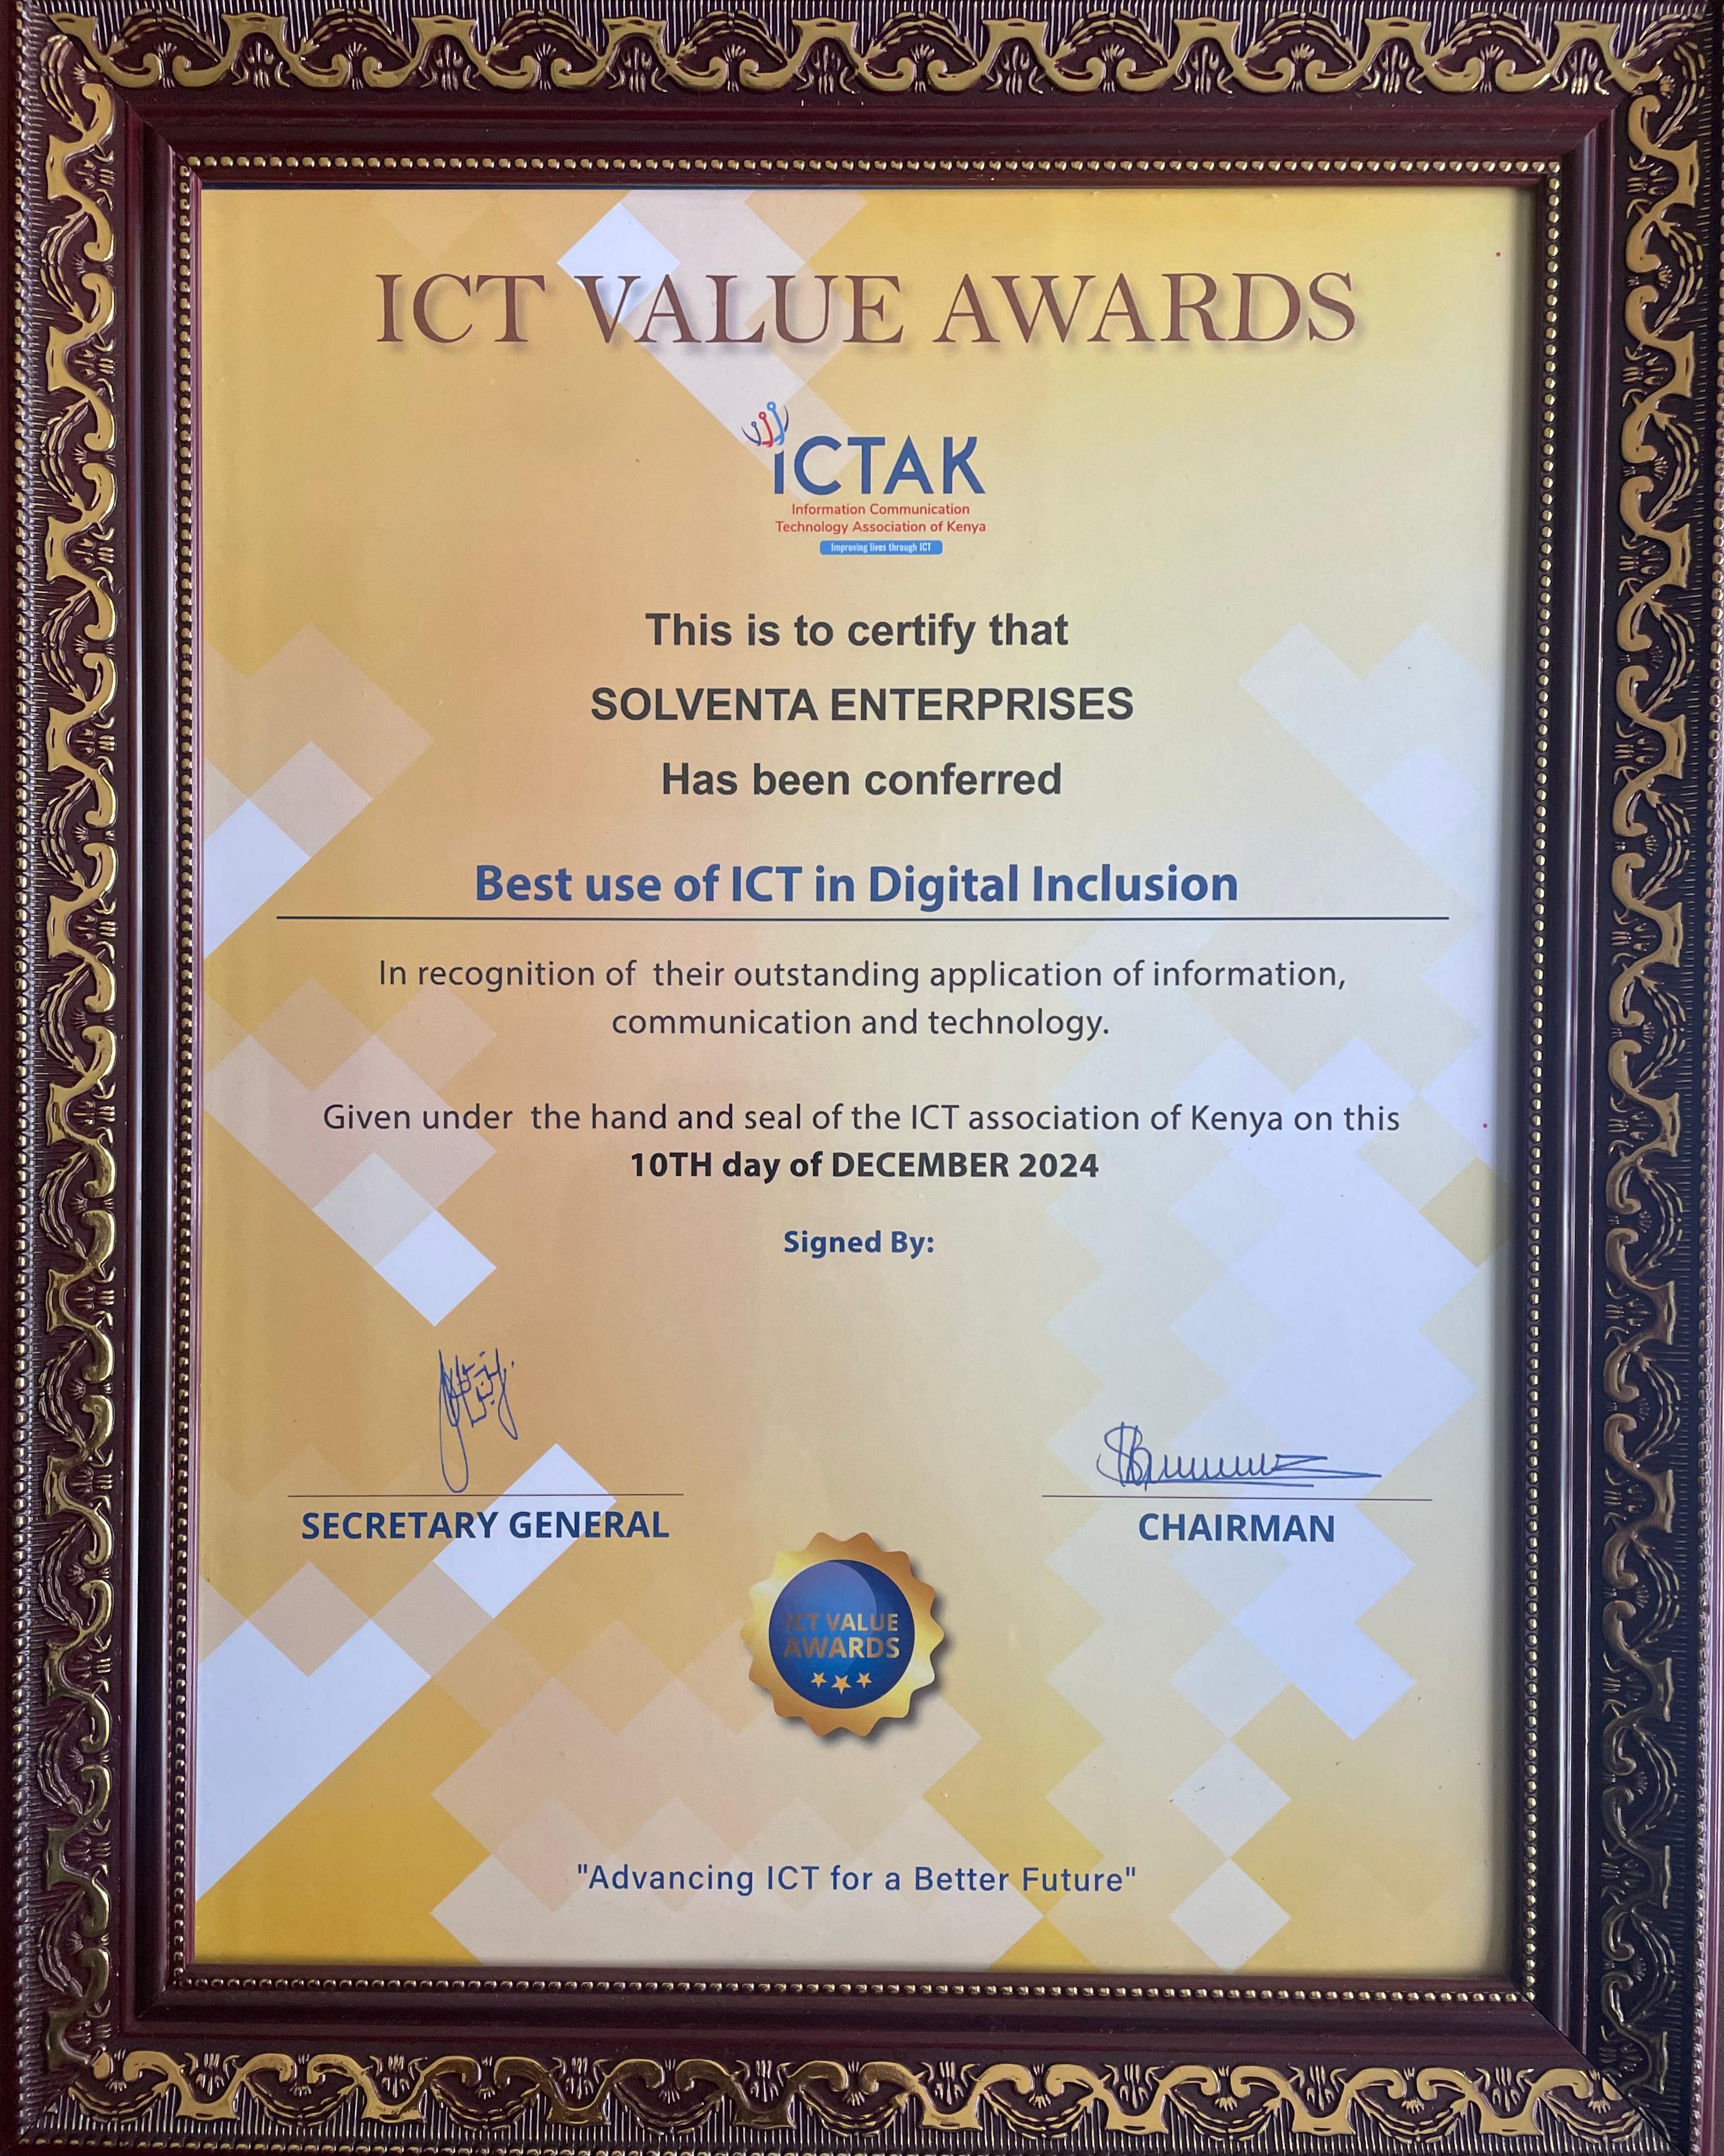 ICT VALUE AWARDS
ICTAK
Information Communication
Technology Association of Kenya
Improving lives through ICT
This is to certify that
SOLVENTA ENTERPRISES
Has been conferred
Best use of ICT in Digital Inclusion
In recognition of their outstanding application of information,
communication and technology.
Given under the hand and seal of the ICT association of Kenya on this
10TH day of DECEMBER 2024
Signed By:
SECRETARY GENERAL
CHAIRMAN
ICT VALUE
AWARDS
"Advancing ICT for a Better Future"